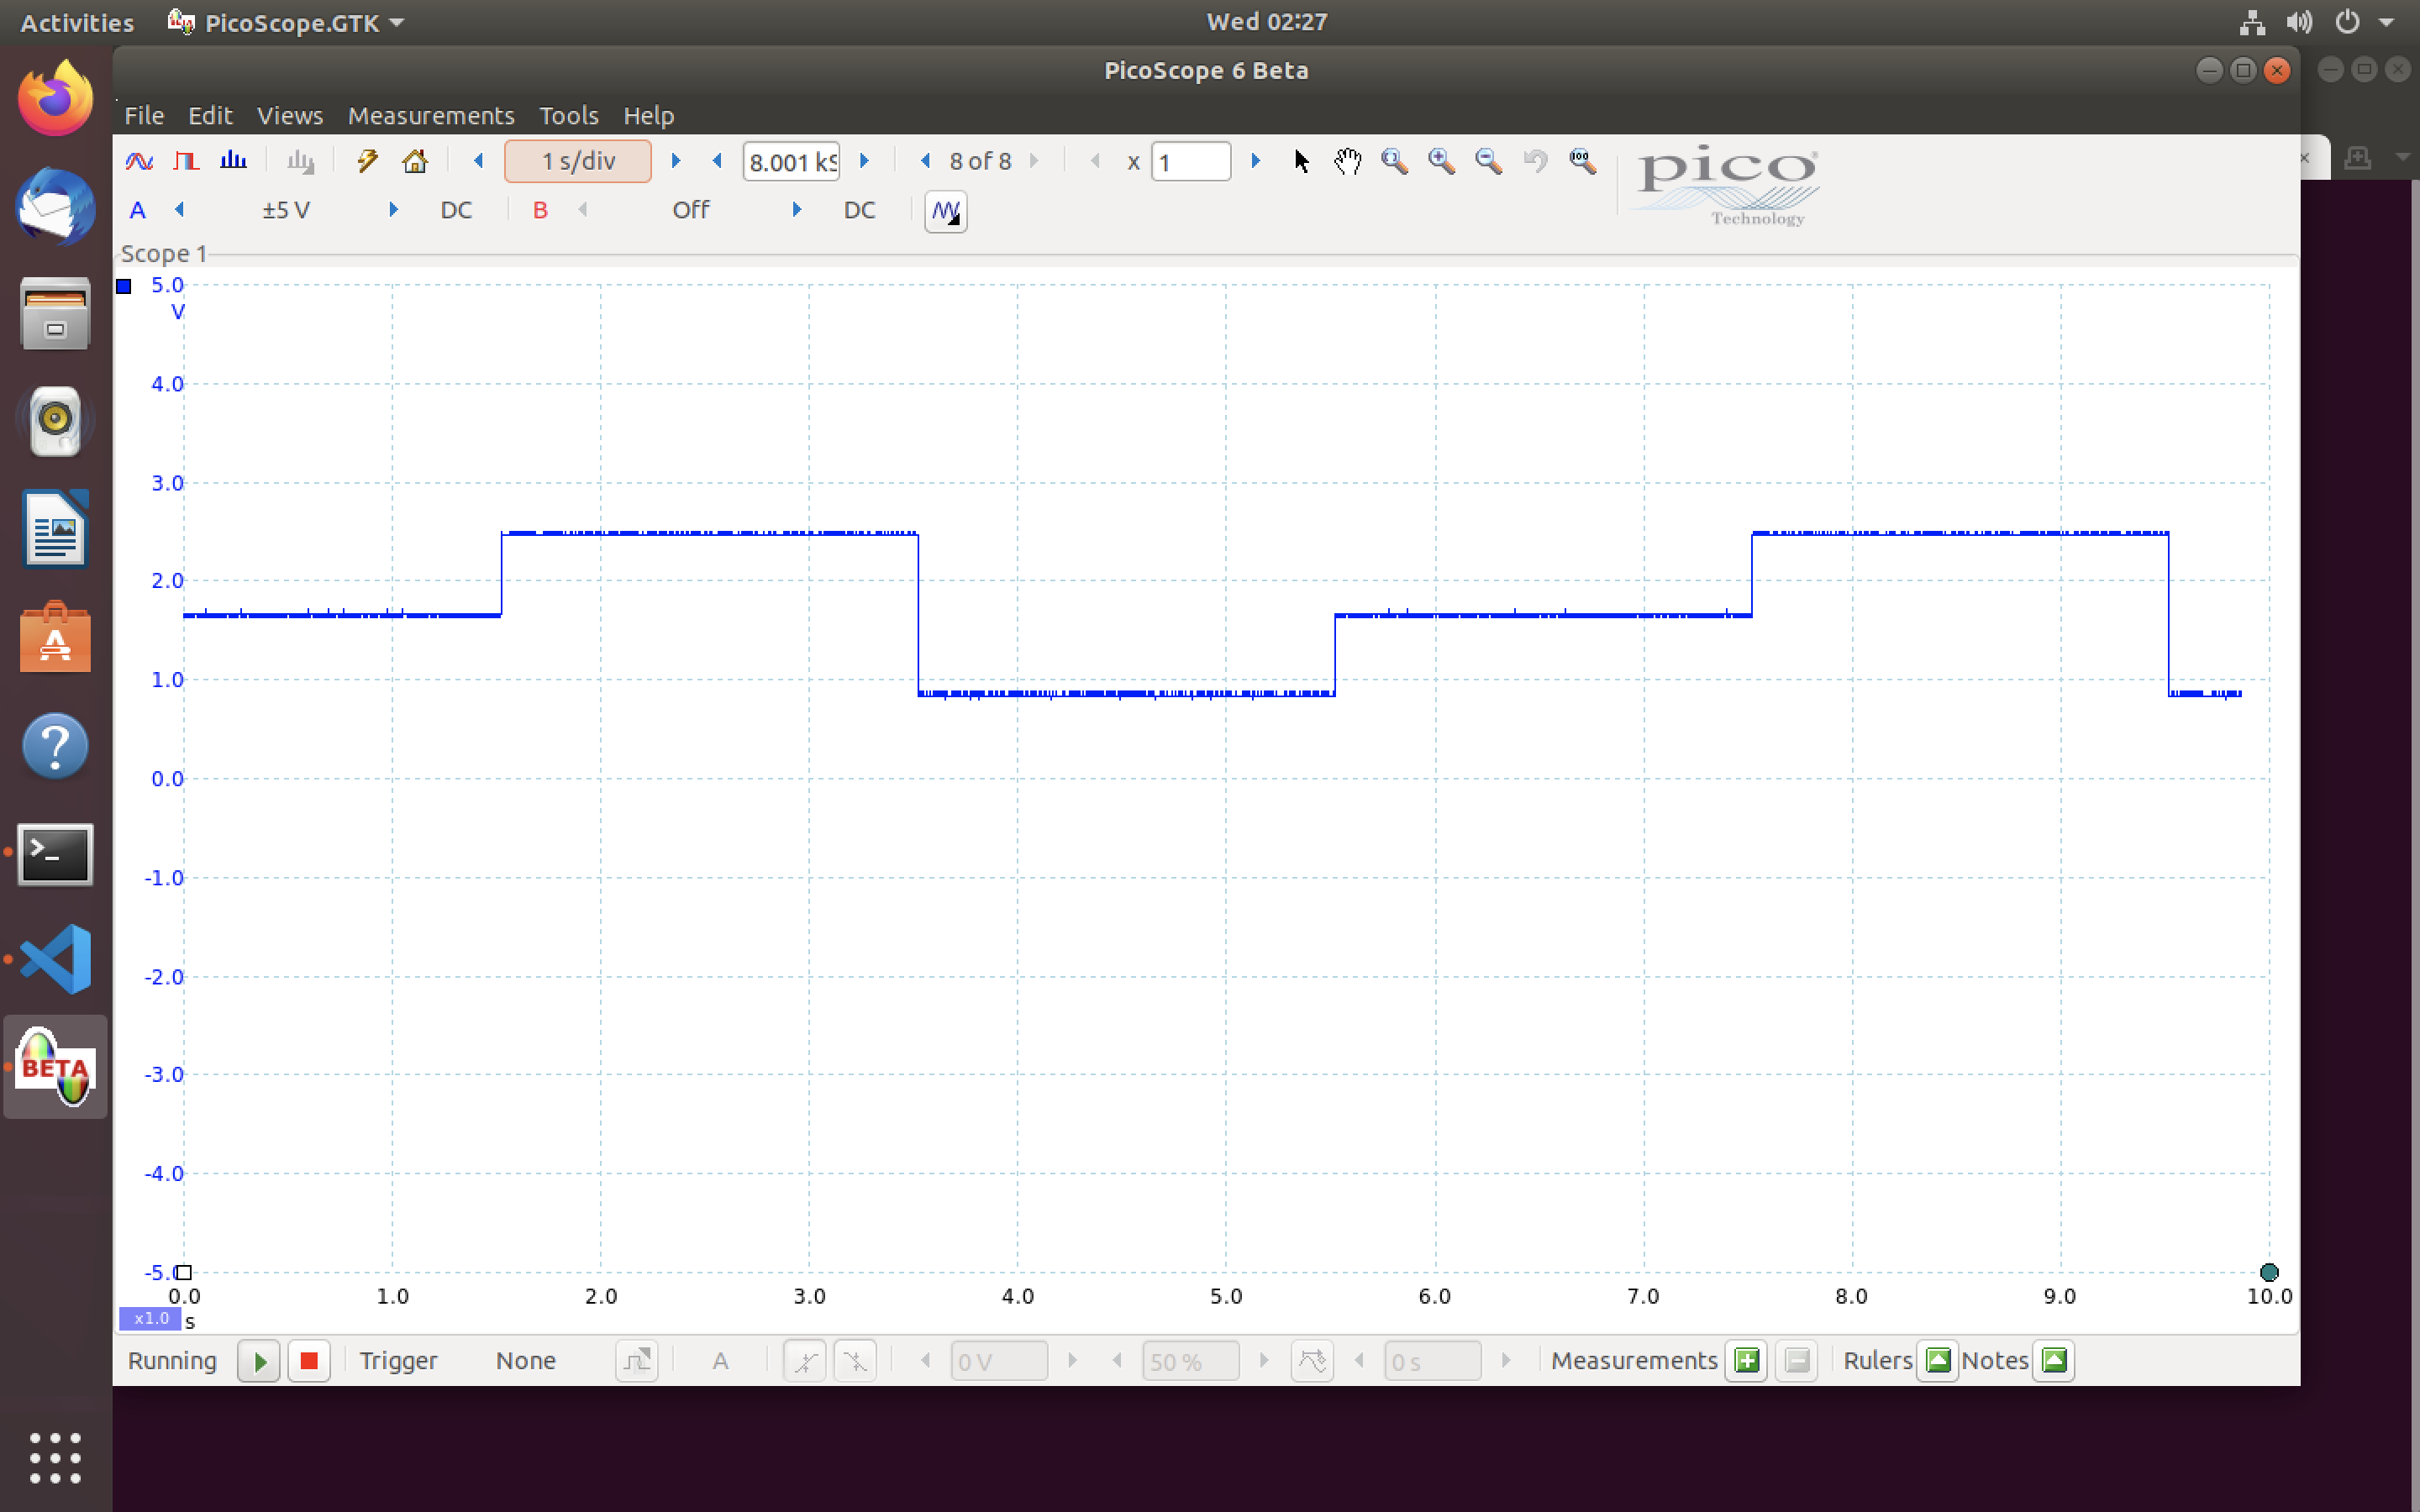 Activities PicoScope.GTK Wed 02:27
PicoScope 6 Beta
File Edit Views Measurements Tools Help
1 s/div 8.001 kS 8 of 8 x 1 100
pico
Technology
A ±5 V DC B Off DC
Scope 1
5.0
V
4.0
3.0
2.0
1.0
0.0
-1.0
-2.0
-3.0
-4.0
-5.0
0.0 1.0 2.0 3.0 4.0 5.0 6.0 7.0 8.0 9.0 10.0
x1.0 s
BETA
Running Trigger None A 0 V 50 % 0 s Measurements Rulers Notes